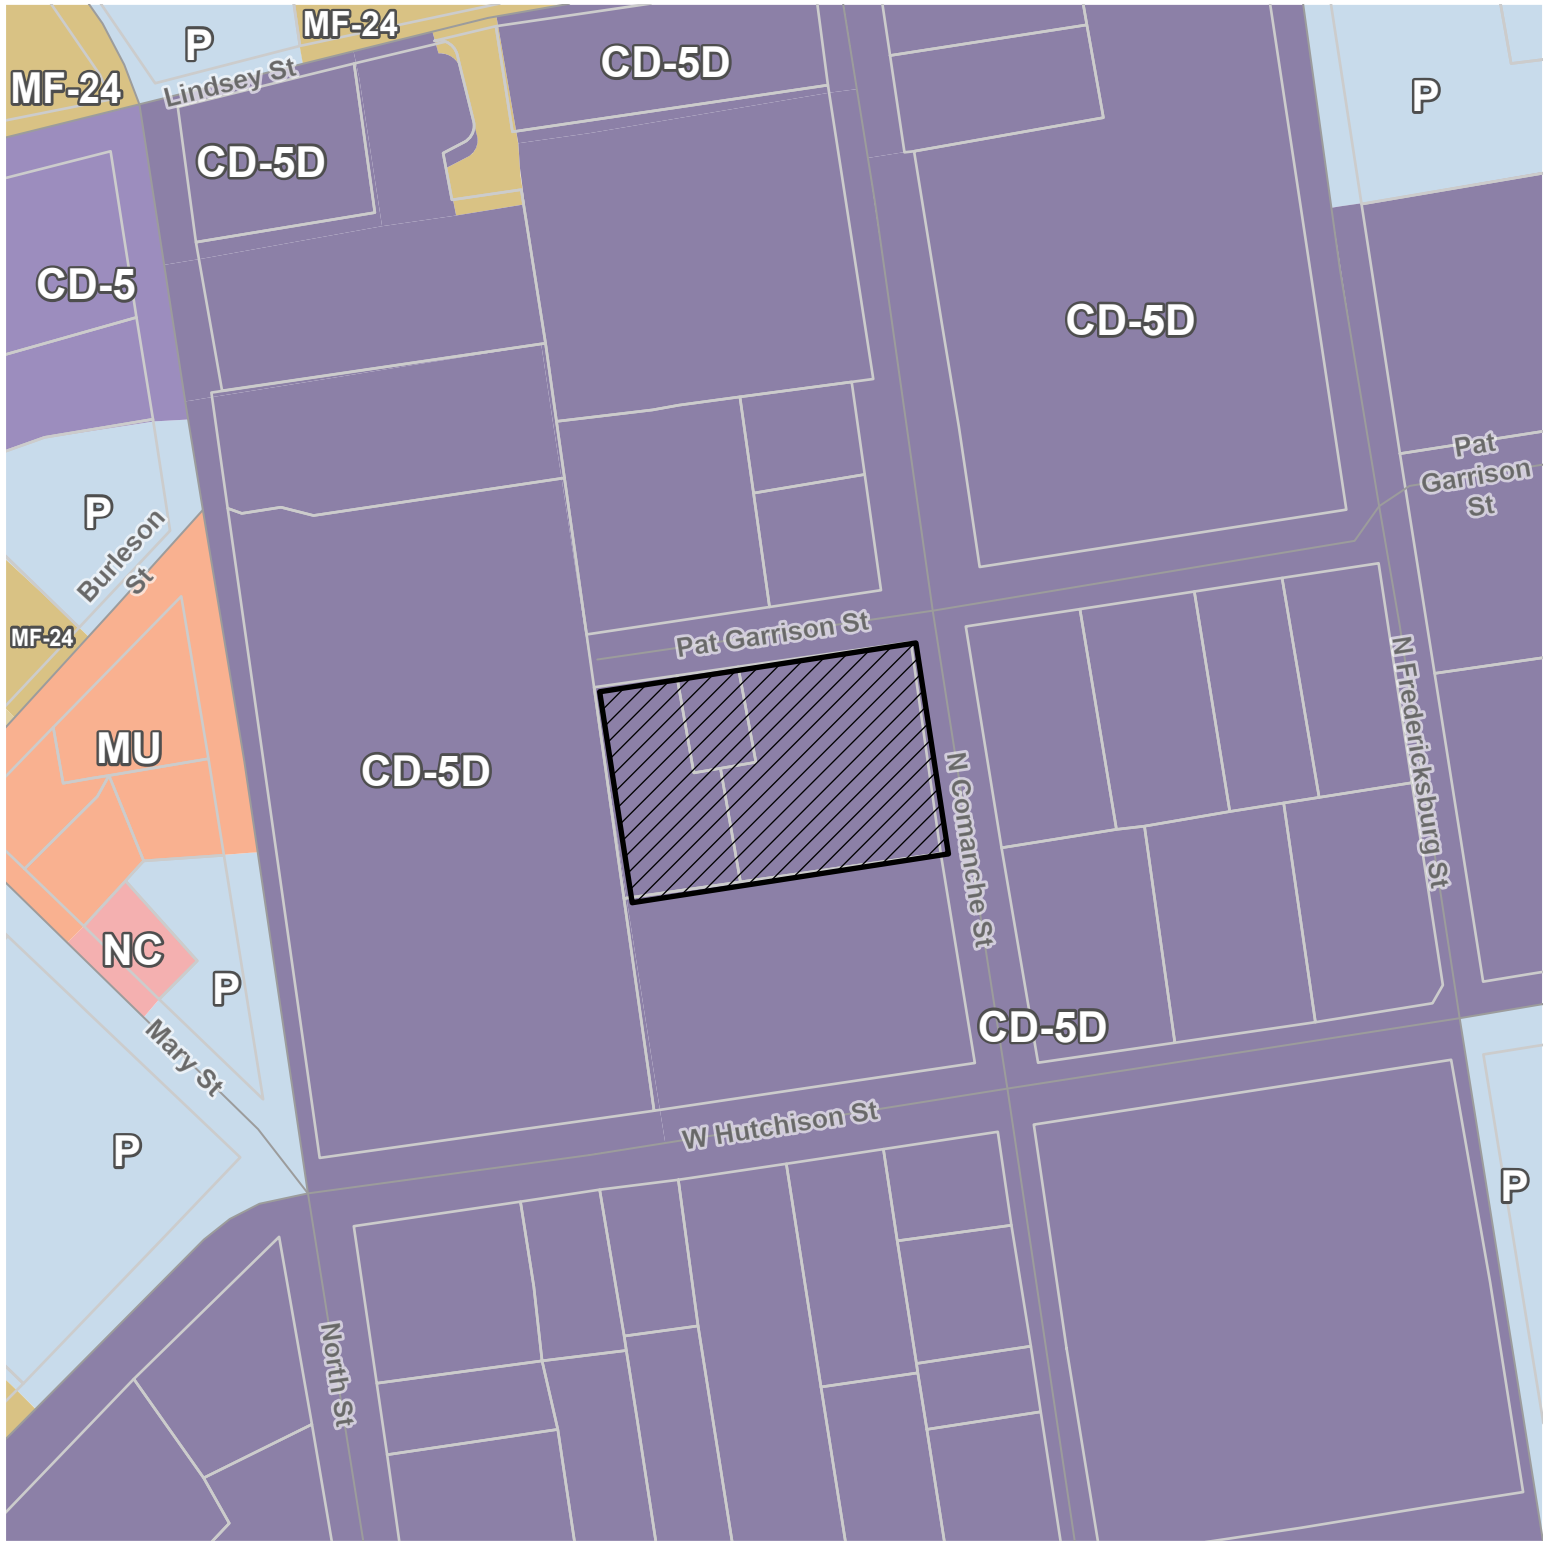 MF-24
P
MF-24
Lindsey St
CD-5D
P
CD-5D
CD-5
CD-5D
Pat
Garrison
St
P
Burleson
St
MF-24
Pat Garrison St
N Fredericksburg St
MU
CD-5D
N Comanche St
NC
P
CD-5D
Mary St
W Hutchison St
P
P
North St